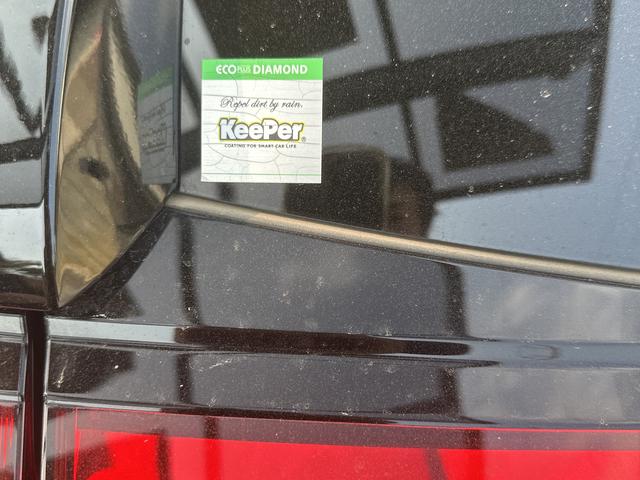 ECO PLUS DIAMOND
Repel dirt by rain.
KeePer®
COATING FOR SMART CAR LIFE